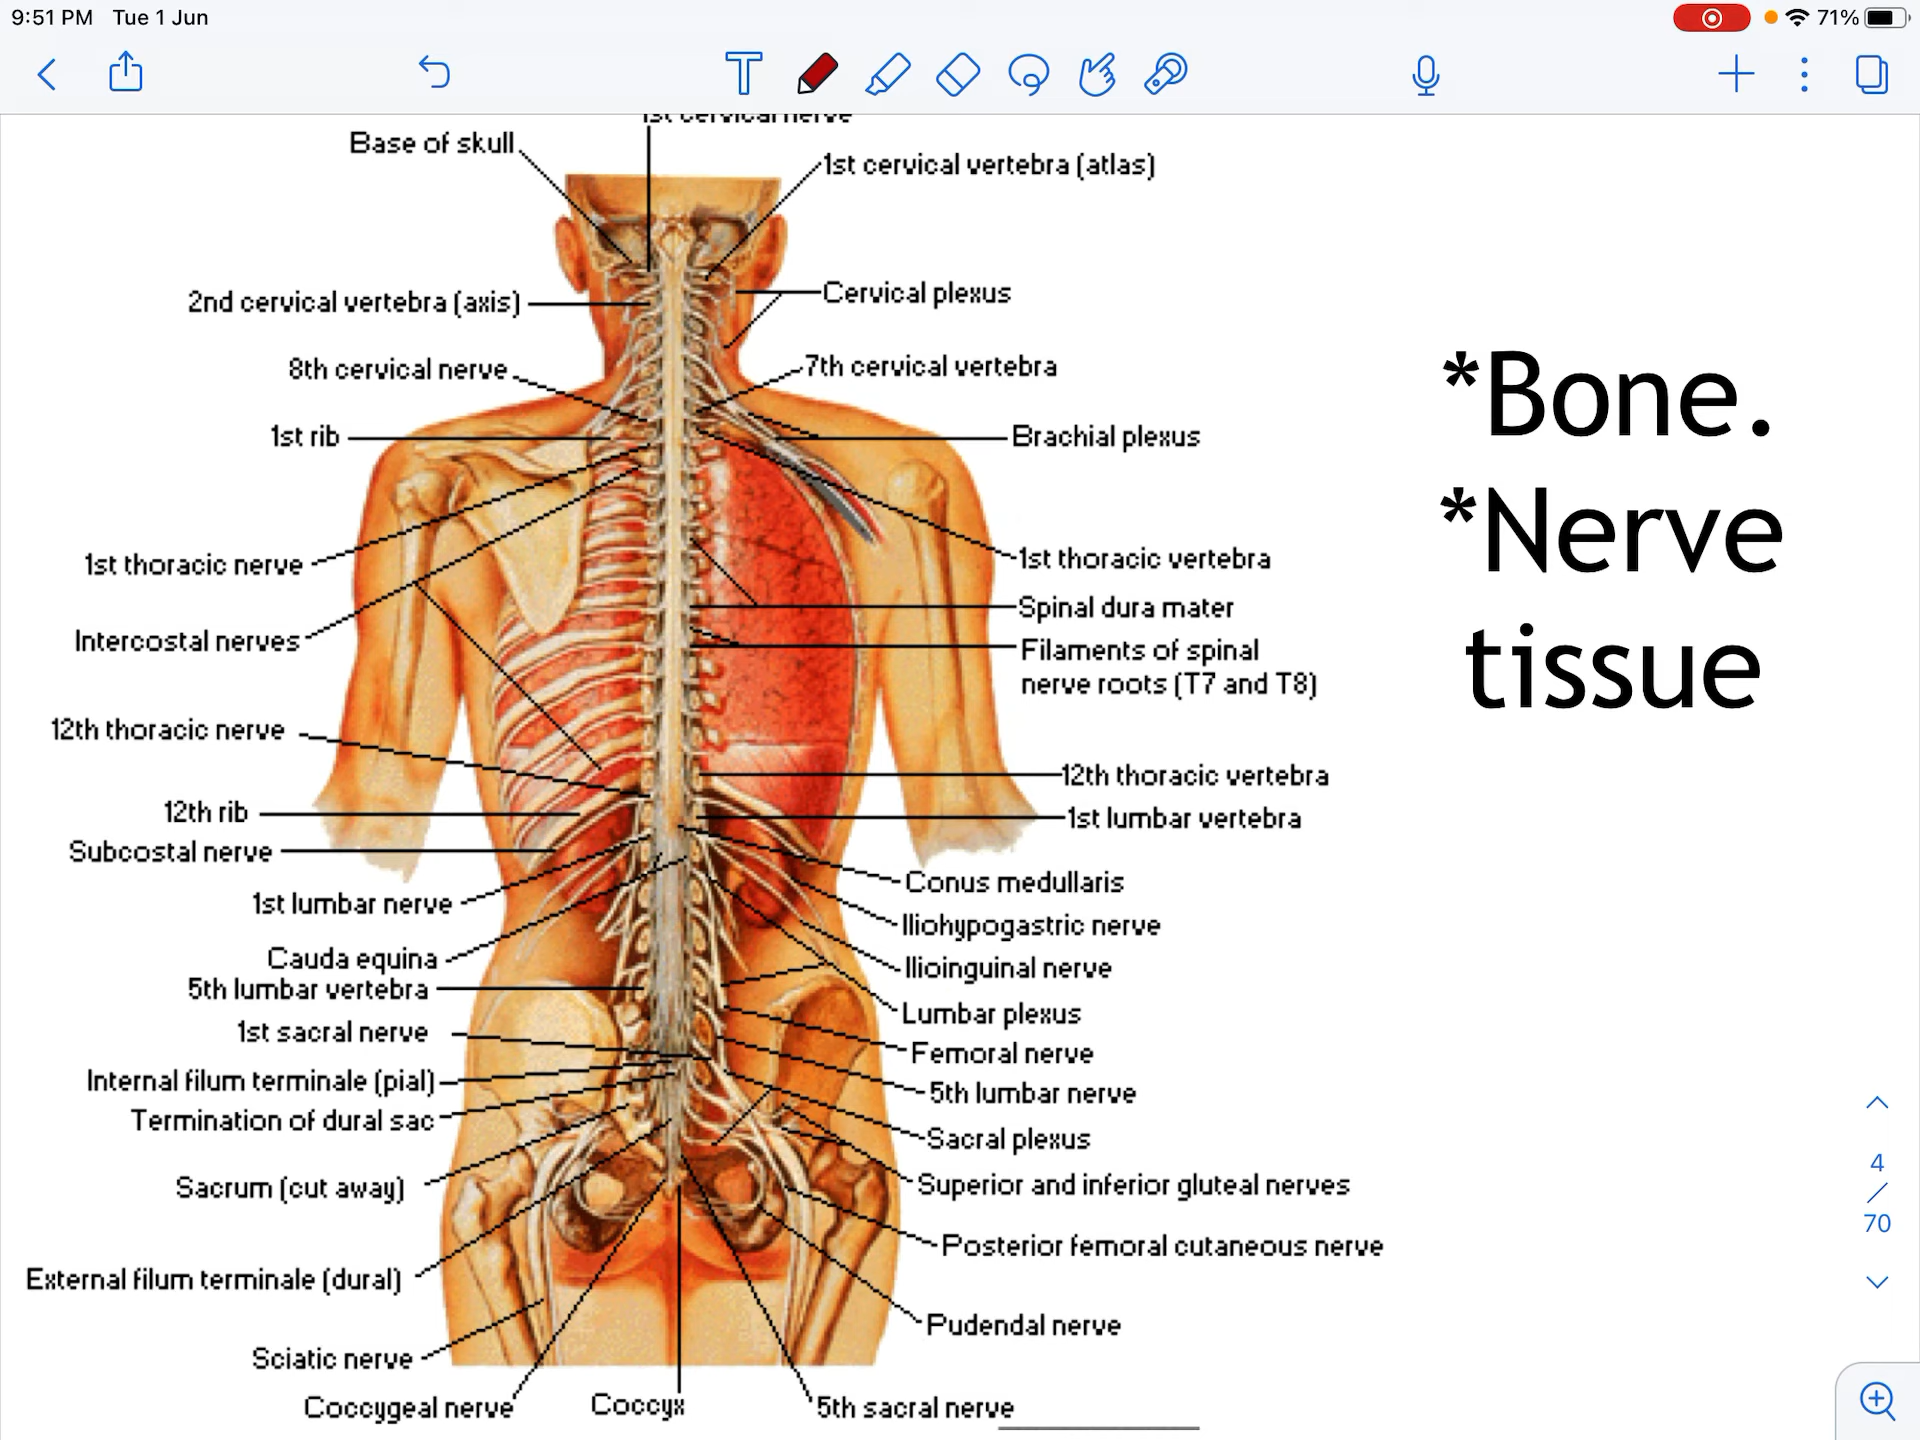 9:51 PM Tue 1 Jun
71%
1st cervical nerve
Base of skull
1st cervical vertebra (atlas)
2nd cervical vertebra (axis)
Cervical plexus
8th cervical nerve
7th cervical vertebra
1st rib
Brachial plexus
1st thoracic nerve
1st thoracic vertebra
Spinal dura mater
Intercostal nerves
Filaments of spinal
nerve roots (T7 and T8)
12th thoracic nerve
12th thoracic vertebra
12th rib
1st lumbar vertebra
Subcostal nerve
Conus medullaris
1st lumbar nerve
Iliohypogastric nerve
Cauda equina
Ilioinguinal nerve
5th lumbar vertebra
Lumbar plexus
1st sacral nerve
Femoral nerve
Internal filum terminale (pial)
5th lumbar nerve
Termination of dural sac
Sacral plexus
Sacrum (cut away)
Superior and inferior gluteal nerves
Posterior femoral cutaneous nerve
External filum terminale (dural)
Pudendal nerve
Sciatic nerve
Coccygeal nerve
Coccyx
5th sacral nerve
*Bone.
*Nerve
tissue
4
/
70